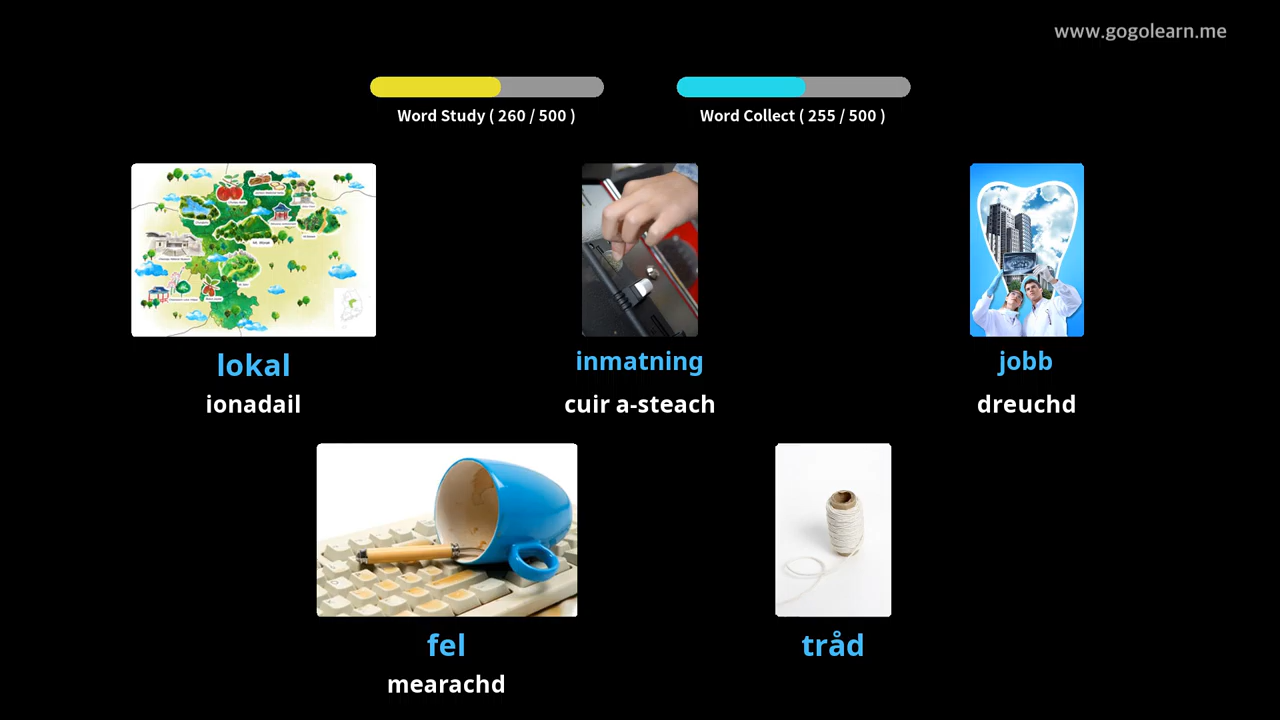 www.gogolearn.me
Word Study ( 260 / 500 )
Word Collect ( 255 / 500 )
lokal
inmatning
jobb
ionadail
cuir a-steach
dreuchd
fel
tråd
mearachd